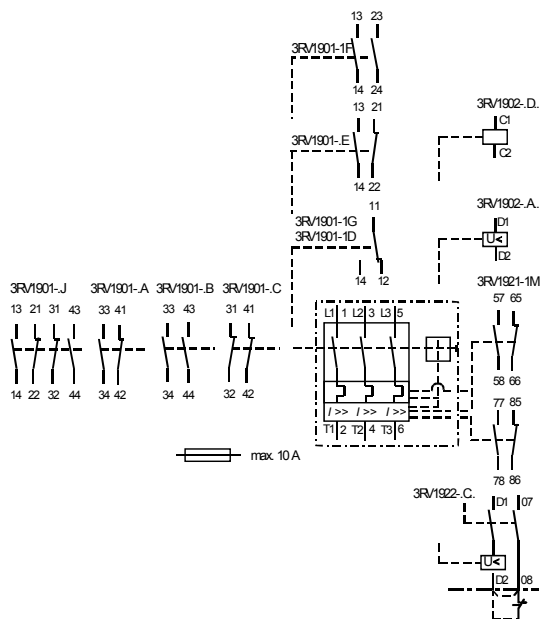 13 23
3RV1901-1F
14 24
13 21
3RV1901-.E
14 22
11
3RV1901-1G
3RV1901-1D
14 12
3RV1902-.D..
C1
C2
3RV1902-.A..
D1
U<
D2
3RV1901-.J 3RV1901-.A 3RV1901-.B 3RV1901-.C
13 21 31 43 33 41 33 43 31 41
14 22 32 44 34 42 34 44 32 42
L1 1 L2 3 L3 5
I >> I >> I >>
T1 2 T2 4 T3 6
max. 10 A
3RV1921-1M
57 65
58 66
77 85
78 86
3RV1922-.C..
D1 07
U<
D2 08